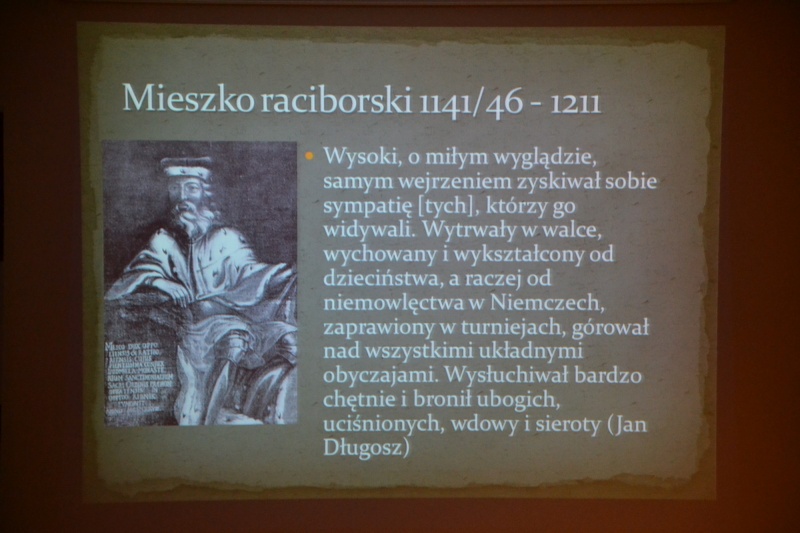 Mieszko raciborski 1141/46 - 1211
Wysoki, o miłym wyglądzie,
samym wejrzeniem zyskiwał sobie
sympatię [tych], którzy go
widywali. Wytrwały w walce,
wychowany i wykształcony od
dzieciństwa, a raczej od
niemowlęctwa w Niemczech,
zaprawiony w turniejach, górował
nad wszystkimi układnymi
obyczajami. Wysłuchiwał bardzo
chętnie i bronił ubogich,
uciśnionych, wdowy i sieroty (Jan
Długosz)